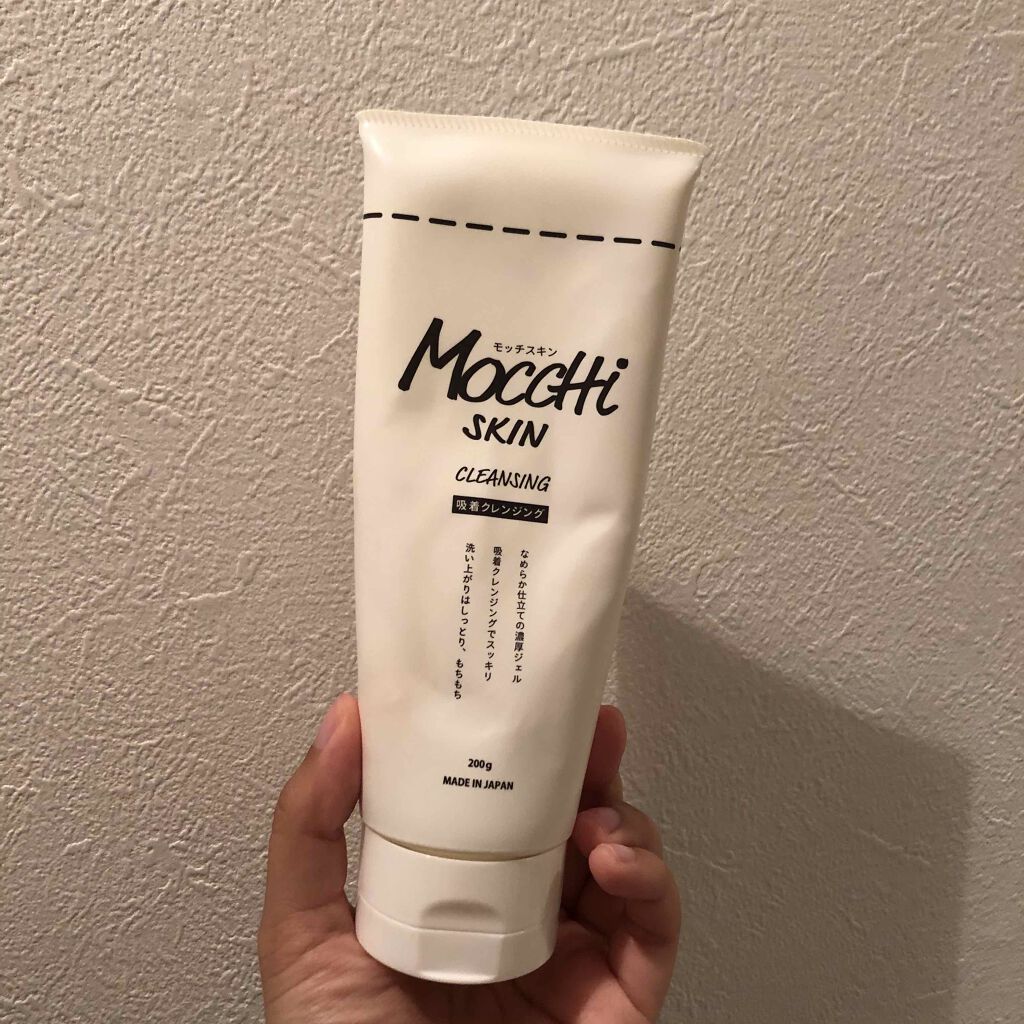 モッチスキン
MoccHi
SKIN
CLEANSING
吸着クレンジング
なめらか仕立ての濃厚ジェル
吸着クレンジングでスッキリ
洗い上がりはしっとり、もちもち
200g
MADE IN JAPAN